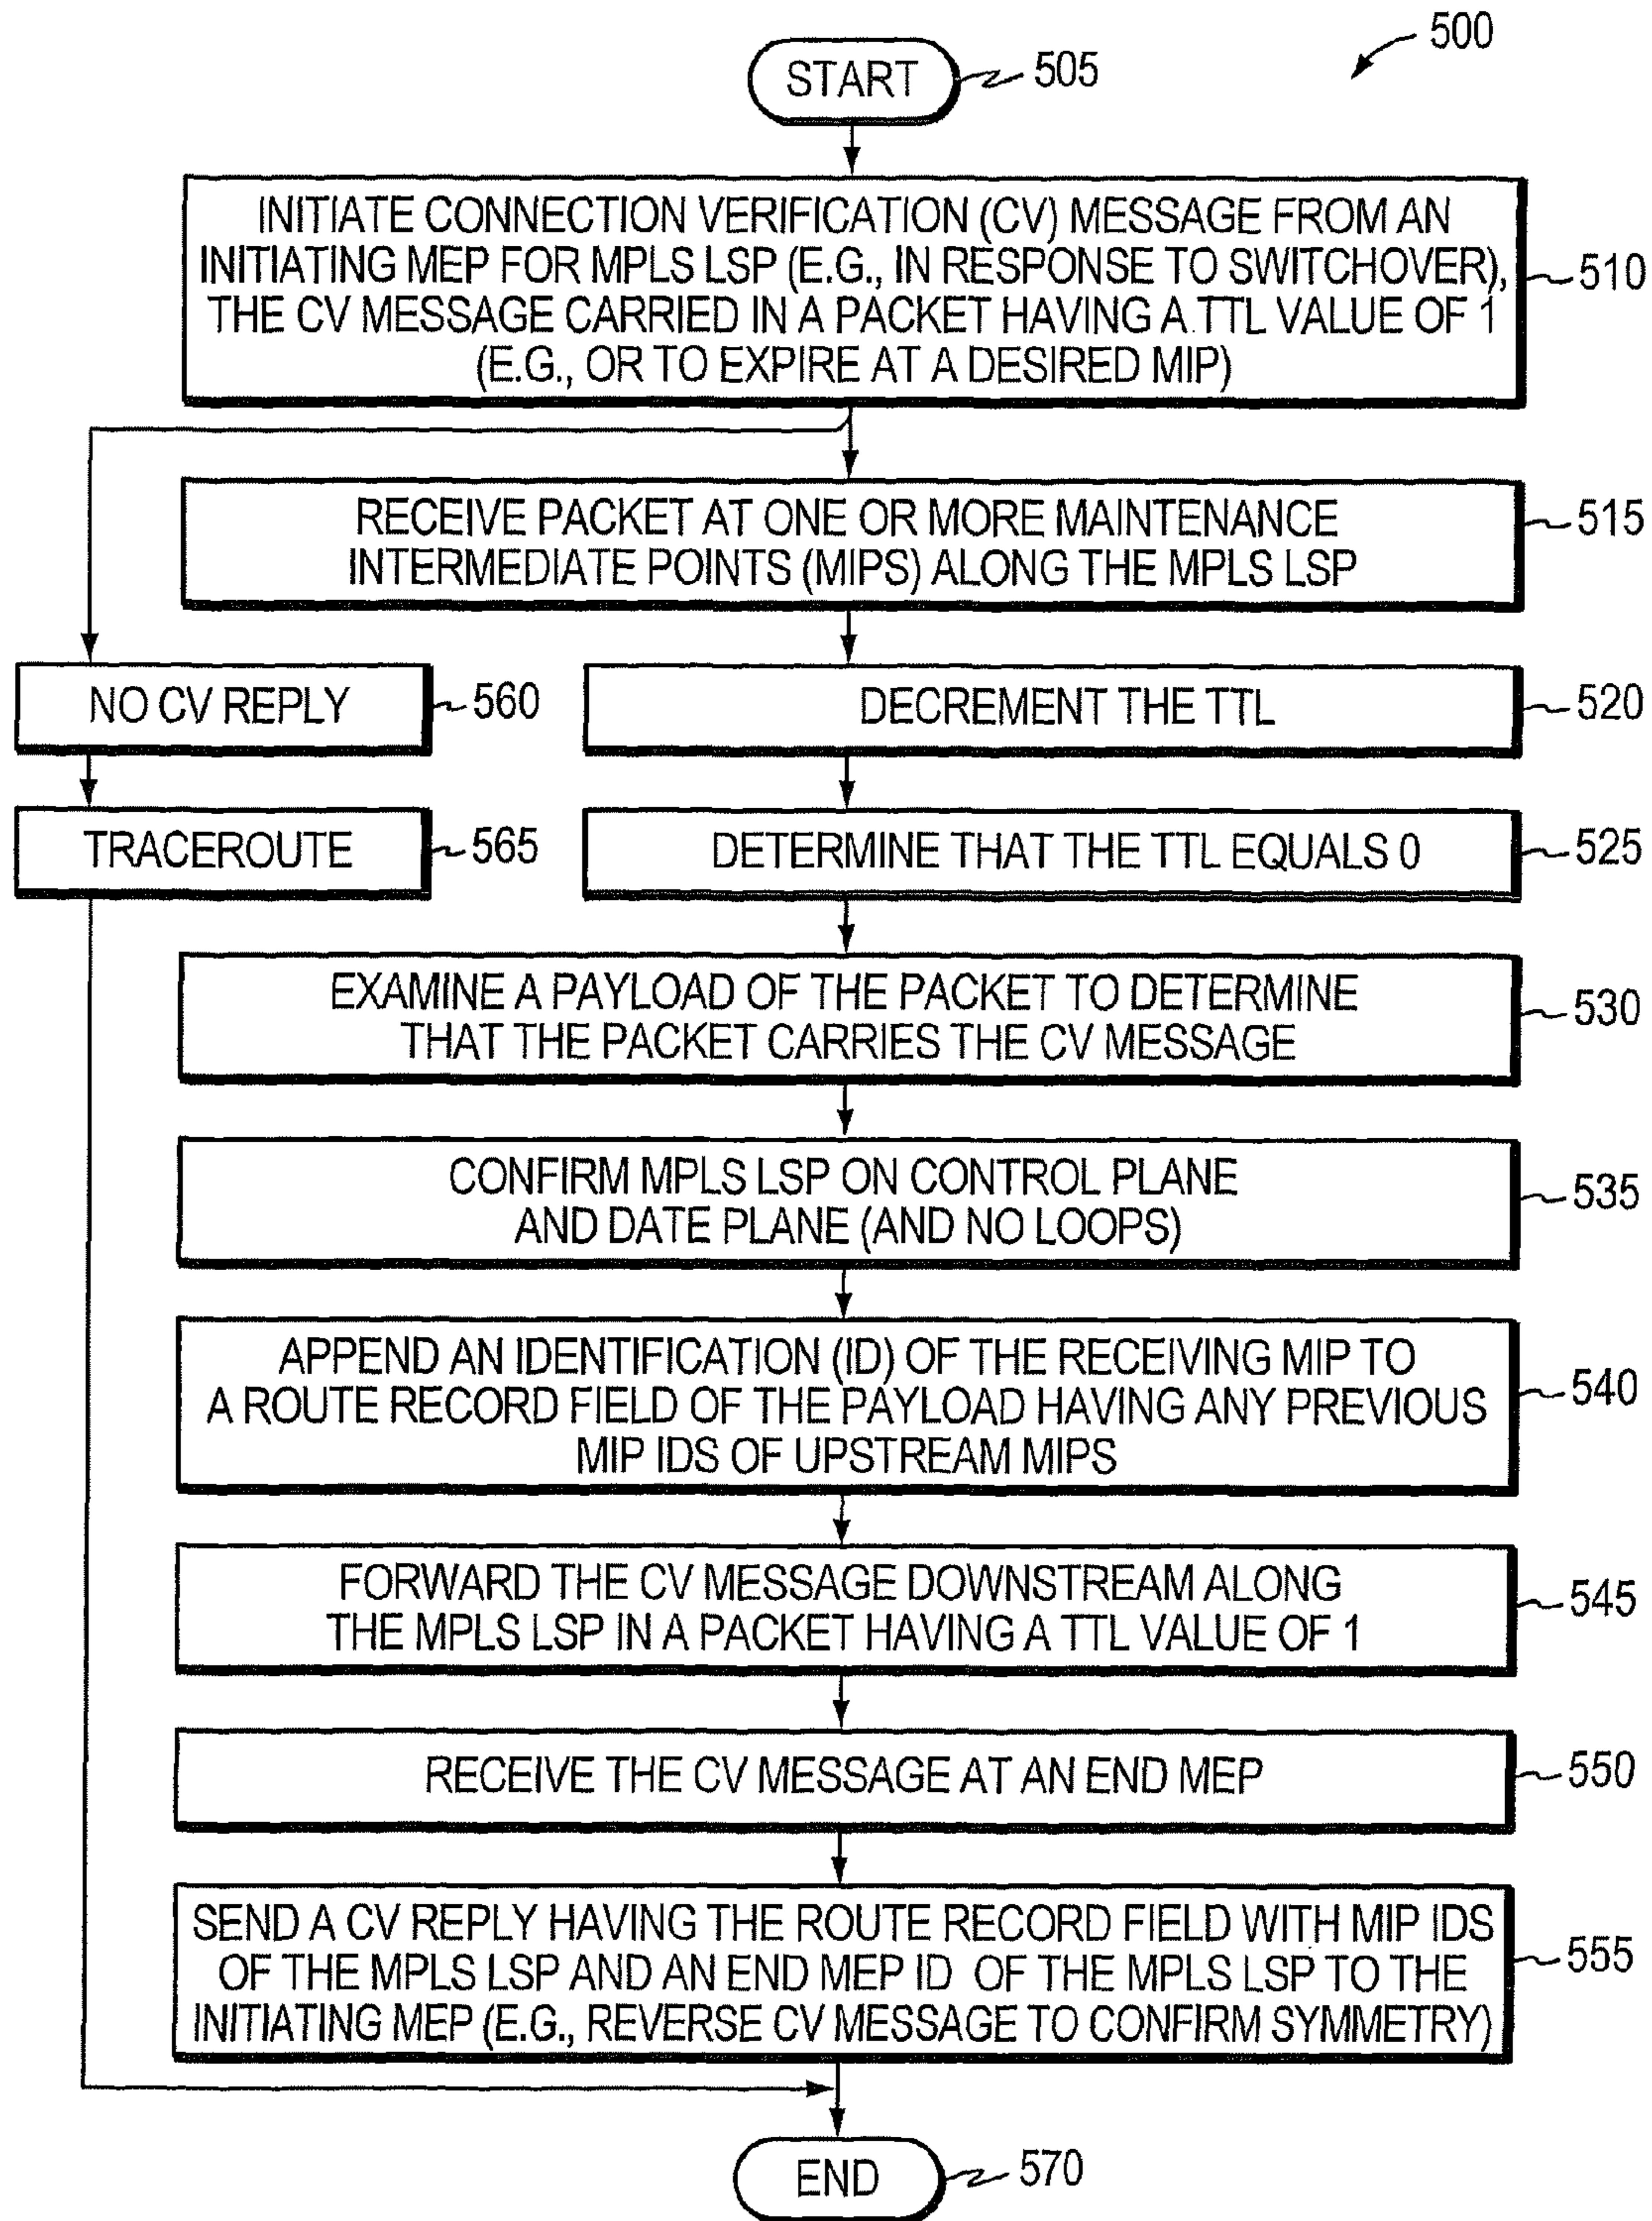 500
START
505
INITIATE CONNECTION VERIFICATION (CV) MESSAGE FROM AN
INITIATING MEP FOR MPLS LSP (E.G., IN RESPONSE TO SWITCHOVER),
THE CV MESSAGE CARRIED IN A PACKET HAVING A TTL VALUE OF 1
(E.G., OR TO EXPIRE AT A DESIRED MIP)
510
RECEIVE PACKET AT ONE OR MORE MAINTENANCE
INTERMEDIATE POINTS (MIPS) ALONG THE MPLS LSP
515
NO CV REPLY
560
DECREMENT THE TTL
520
TRACEROUTE
565
DETERMINE THAT THE TTL EQUALS 0
525
EXAMINE A PAYLOAD OF THE PACKET TO DETERMINE
THAT THE PACKET CARRIES THE CV MESSAGE
530
CONFIRM MPLS LSP ON CONTROL PLANE
AND DATE PLANE (AND NO LOOPS)
535
APPEND AN IDENTIFICATION (ID) OF THE RECEIVING MIP TO
A ROUTE RECORD FIELD OF THE PAYLOAD HAVING ANY PREVIOUS
MIP IDS OF UPSTREAM MIPS
540
FORWARD THE CV MESSAGE DOWNSTREAM ALONG
THE MPLS LSP IN A PACKET HAVING A TTL VALUE OF 1
545
RECEIVE THE CV MESSAGE AT AN END MEP
550
SEND A CV REPLY HAVING THE ROUTE RECORD FIELD WITH MIP IDS
OF THE MPLS LSP AND AN END MEP ID OF THE MPLS LSP TO THE
INITIATING MEP (E.G., REVERSE CV MESSAGE TO CONFIRM SYMMETRY)
555
END
570